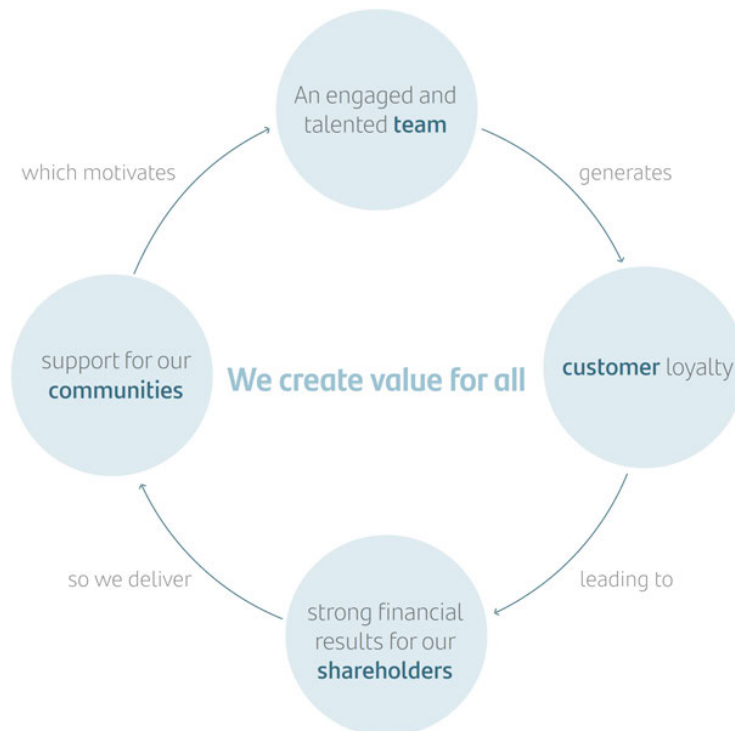 An engaged and
talented team
which motivates
generates
support for our
communities
We create value for all
customer loyalty
so we deliver
leading to
strong financial
results for our
shareholders